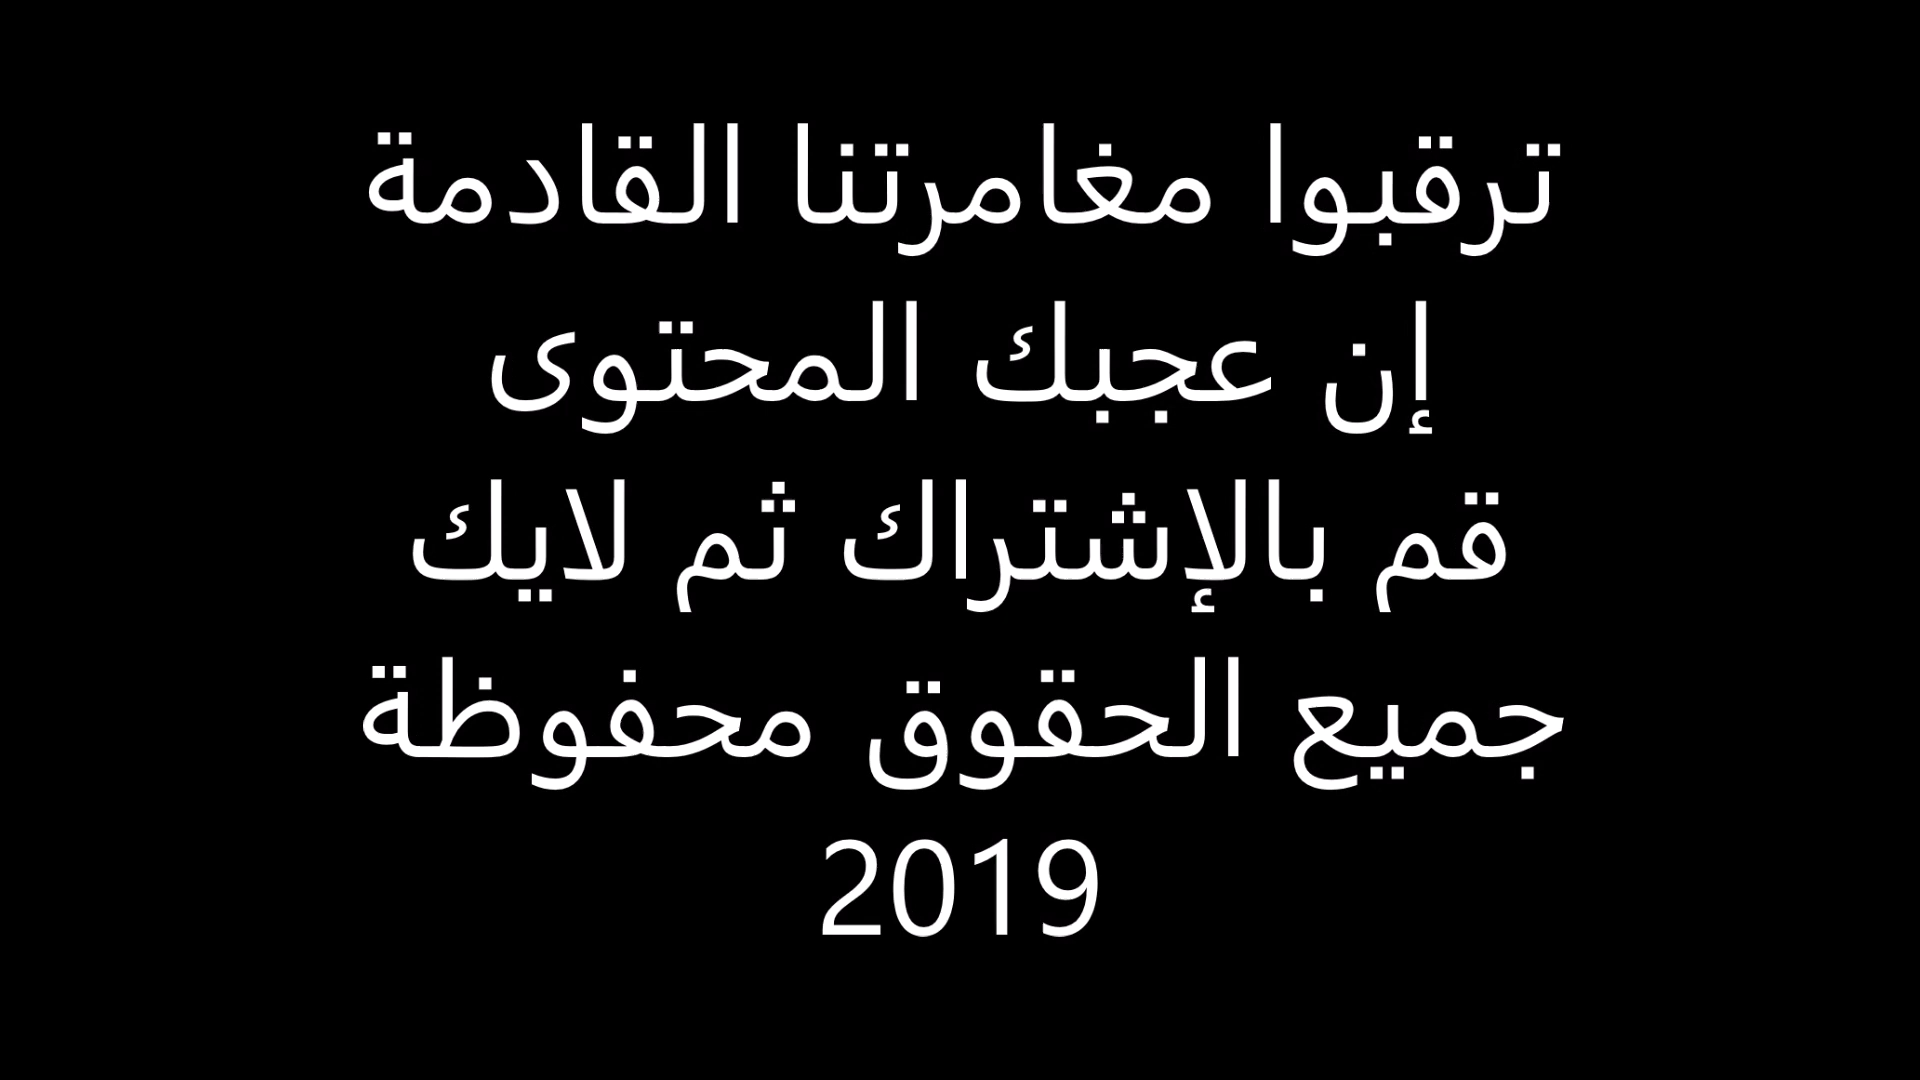 ترقبوا مغامرتنا القادمة
إن عجبك المحتوى
قم بالإشتراك ثم لايك
جميع الحقوق محفوظة
2019